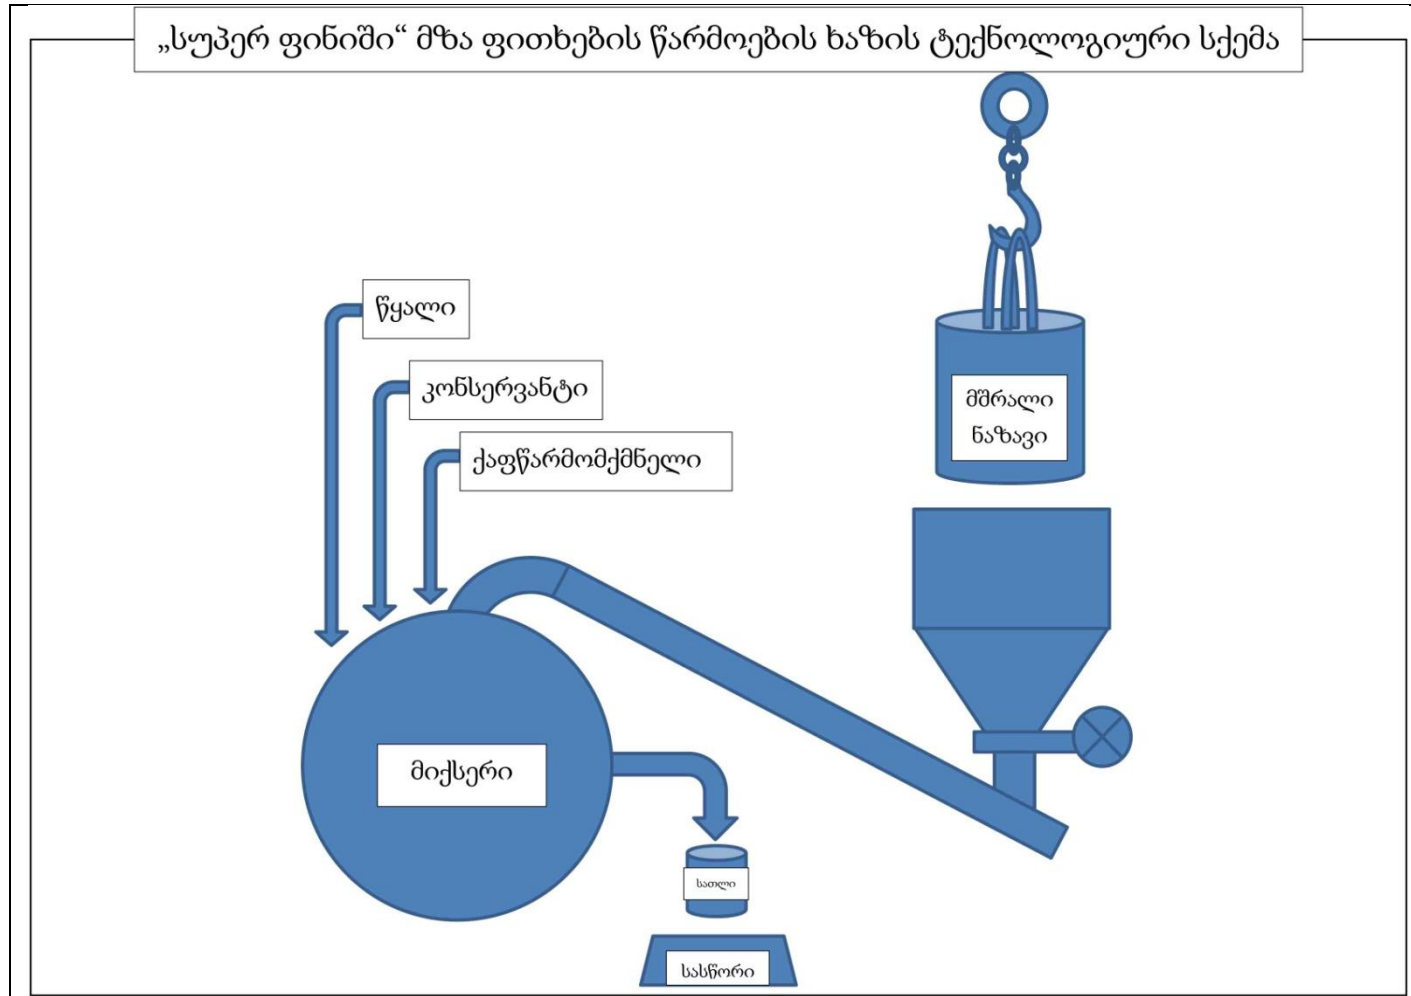 „სუპერ ფინიში“ მზა ფითხების წარმოების ხაზის ტექნოლოგიური სქემა
წყალი
კონსერვანტი
ქაფწარმომქმნელი
მშრალი
ნაზავი
მიქსერი
სათლი
სასწორი